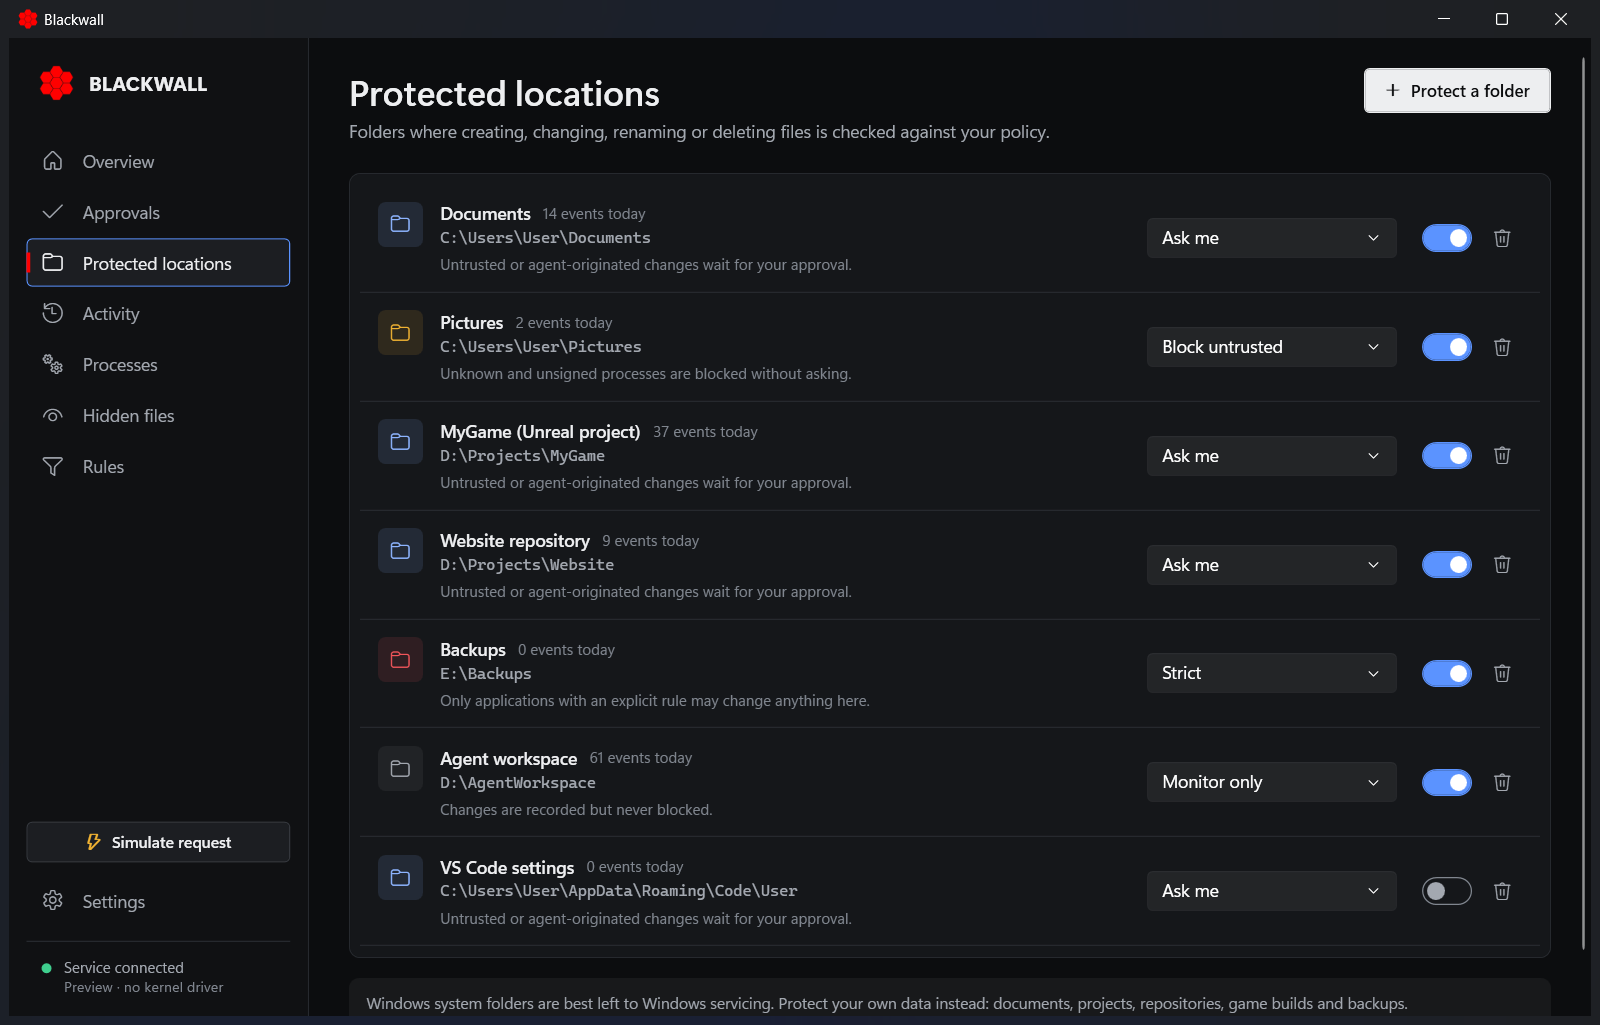 Blackwall
BLACKWALL
Overview
Approvals
Protected locations
Activity
Processes
Hidden files
Rules
Simulate request
Settings
Service connected
Preview · no kernel driver
Protected locations
Folders where creating, changing, renaming or deleting files is checked against your policy.
+ Protect a folder
Documents 14 events today
C:\Users\User\Documents
Untrusted or agent-originated changes wait for your approval.
Ask me
Pictures 2 events today
C:\Users\User\Pictures
Unknown and unsigned processes are blocked without asking.
Block untrusted
MyGame (Unreal project) 37 events today
D:\Projects\MyGame
Untrusted or agent-originated changes wait for your approval.
Ask me
Website repository 9 events today
D:\Projects\Website
Untrusted or agent-originated changes wait for your approval.
Ask me
Backups 0 events today
E:\Backups
Only applications with an explicit rule may change anything here.
Strict
Agent workspace 61 events today
D:\AgentWorkspace
Changes are recorded but never blocked.
Monitor only
VS Code settings 0 events today
C:\Users\User\AppData\Roaming\Code\User
Untrusted or agent-originated changes wait for your approval.
Ask me
Windows system folders are best left to Windows servicing. Protect your own data instead: documents, projects, repositories, game builds and backups.